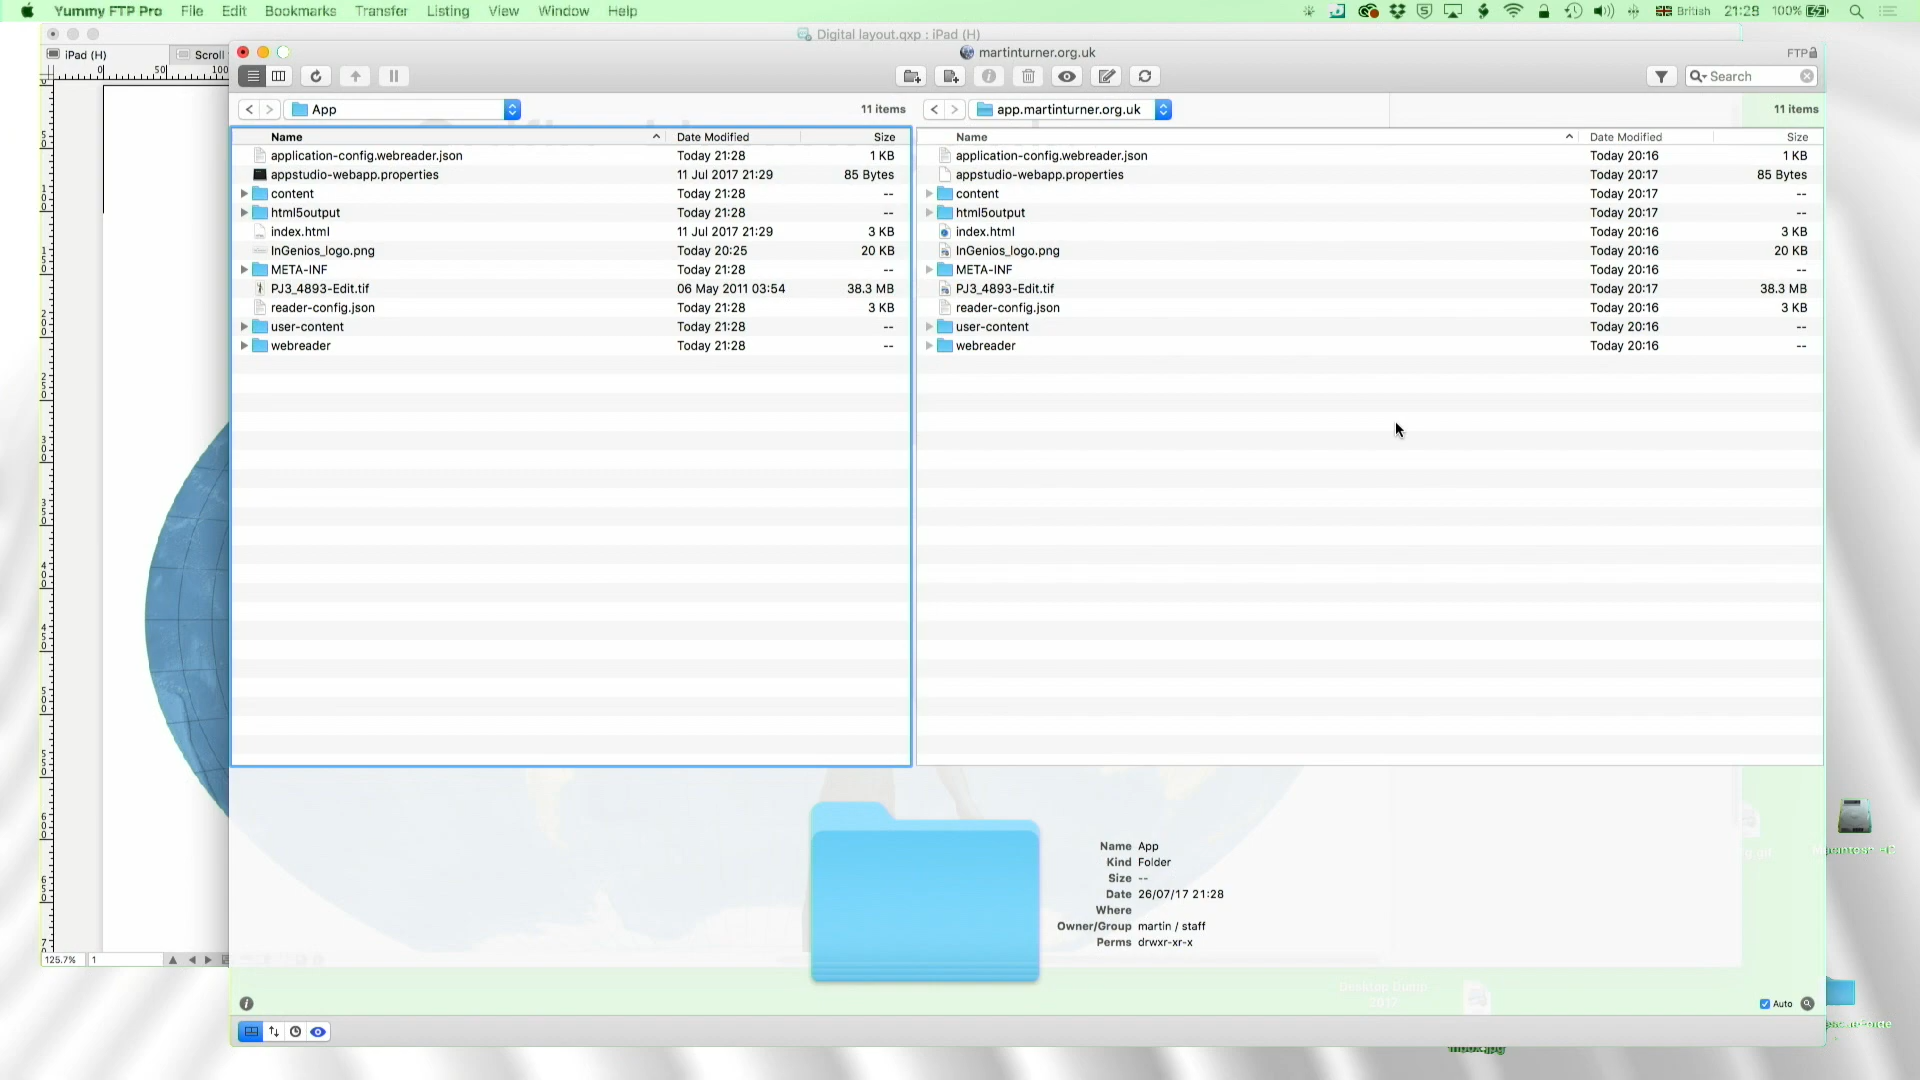 Yummy FTP Pro File Edit Bookmarks Transfer Listing View Window Help British 21:28 100%
Digital layout.qxp : iPad (H)
iPad (H) Scroll
martinturner.org.uk FTP
0 50 100
Search
App 11 items app.martinturner.org.uk 11 items
Name Date Modified Size Name Date Modified Size
application-config.webreader.json Today 21:28 1 KB application-config.webreader.json Today 20:16 1 KB
appstudio-webapp.properties 11 Jul 2017 21:29 85 Bytes appstudio-webapp.properties Today 20:17 85 Bytes
content Today 21:28 -- content Today 20:17 --
html5output Today 21:28 -- html5output Today 20:17 --
index.html 11 Jul 2017 21:29 3 KB index.html Today 20:16 3 KB
InGenios_logo.png Today 20:25 20 KB InGenios_logo.png Today 20:16 20 KB
META-INF Today 21:28 -- META-INF Today 20:16 --
PJ3_4893-Edit.tif 06 May 2011 03:54 38.3 MB PJ3_4893-Edit.tif Today 20:17 38.3 MB
reader-config.json Today 21:28 3 KB reader-config.json Today 20:16 3 KB
user-content Today 21:28 -- user-content Today 20:16 --
webreader Today 21:28 -- webreader Today 20:16 --
Name App
Kind Folder
Size --
Date 26/07/17 21:28
Where
Owner/Group martin / staff
Perms drwxr-xr-x
125.7% 1
Desktop Dump -
2017
Auto